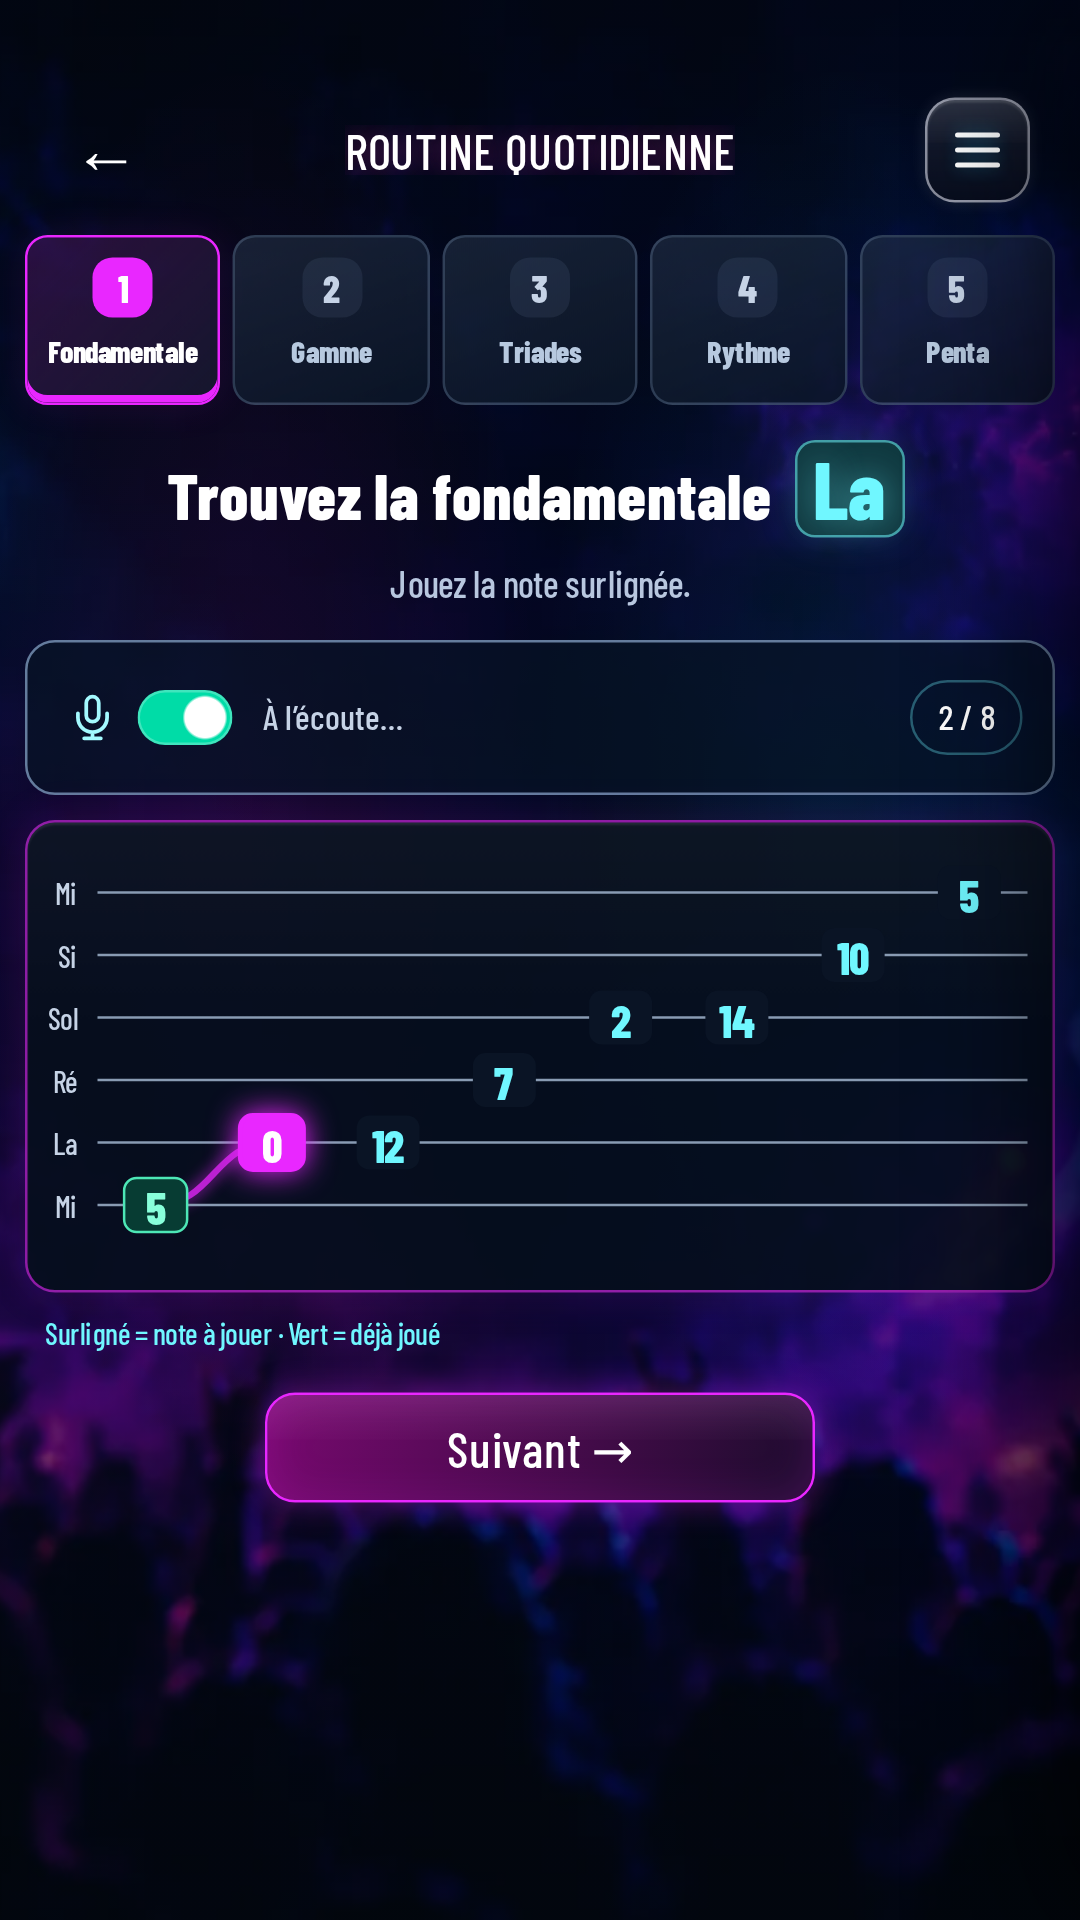 ←
ROUTINE QUOTIDIENNE
1
Fondamentale
2
Gamme
3
Triades
4
Rythme
5
Penta
Trouvez la fondamentale La
Jouez la note surlignée.
À l’écoute...
2 / 8
Mi 5
Si 10
Sol 2 14
Ré 7
La 0 12
Mi 5
Surligné = note à jouer · Vert = déjà joué
Suivant →